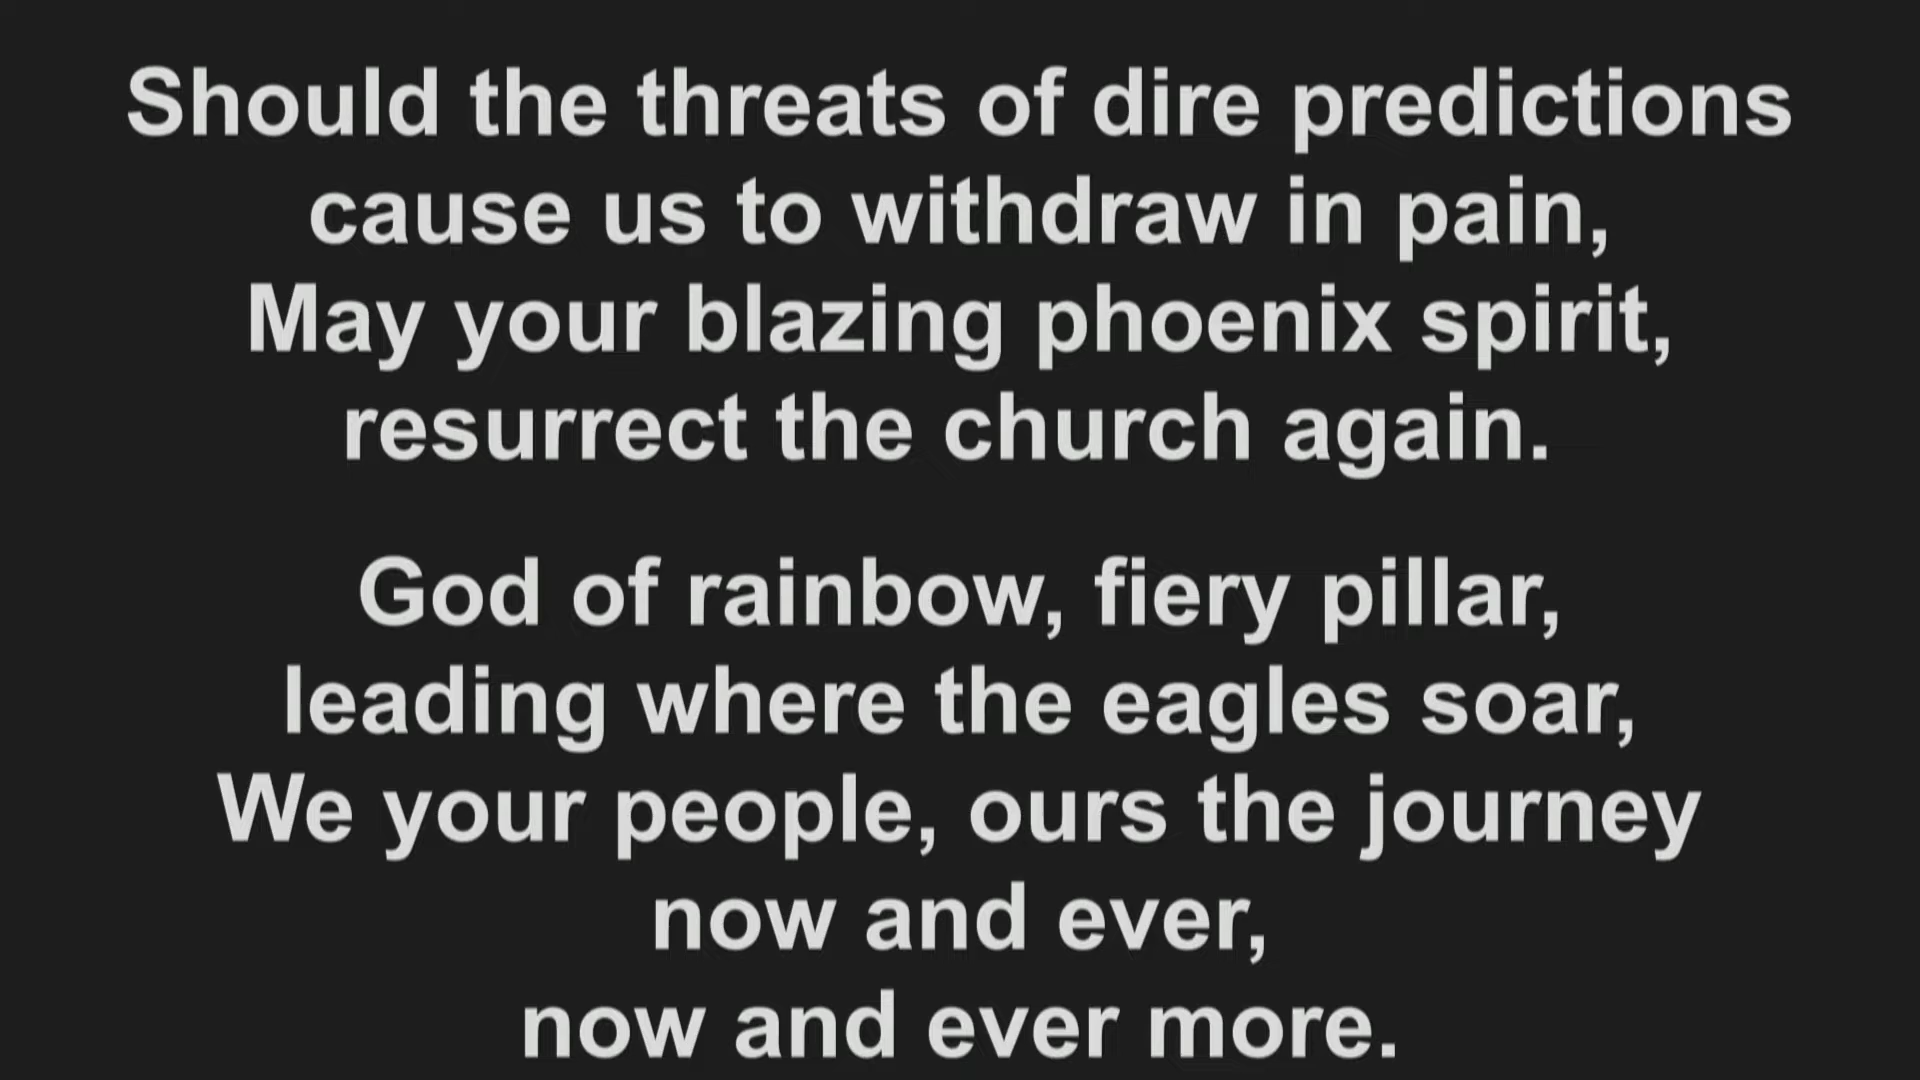 Should the threats of dire predictions
cause us to withdraw in pain,
May your blazing phoenix spirit,
resurrect the church again.
God of rainbow, fiery pillar,
leading where the eagles soar,
We your people, ours the journey
now and ever,
now and ever more.